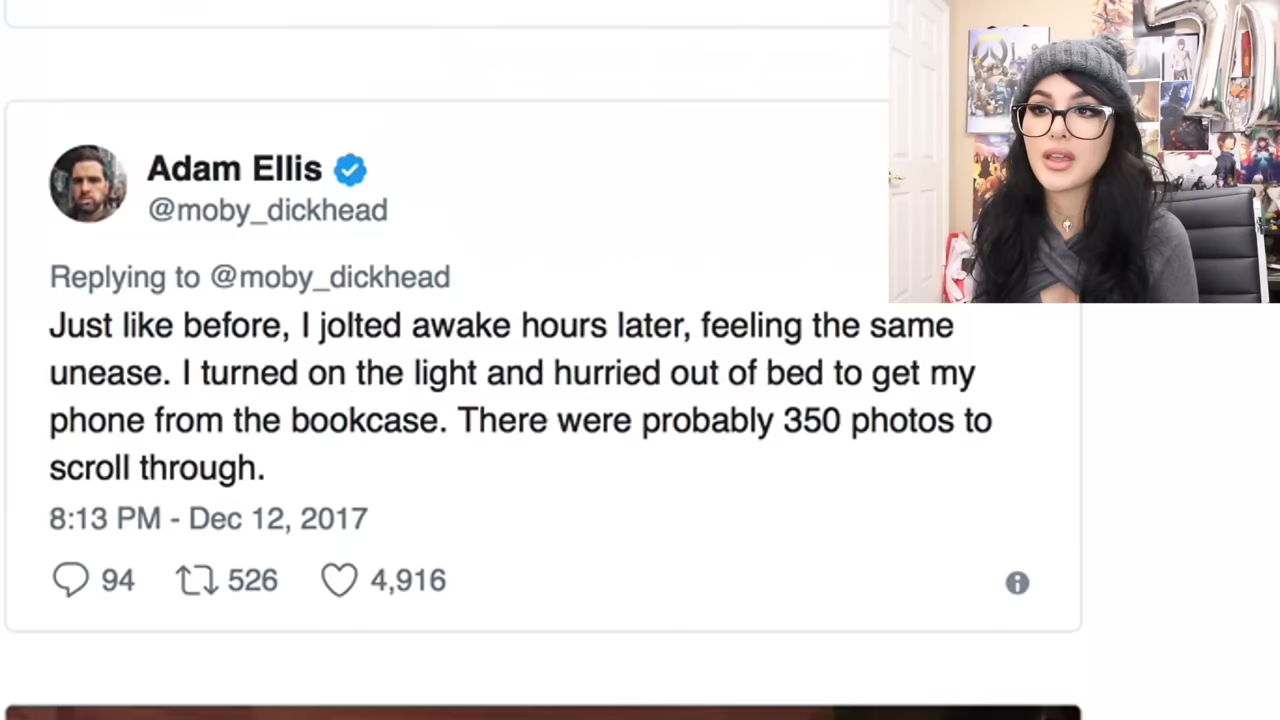 Adam Ellis
@moby_dickhead
Replying to @moby_dickhead
Just like before, I jolted awake hours later, feeling the same
unease. I turned on the light and hurried out of bed to get my
phone from the bookcase. There were probably 350 photos to
scroll through.
8:13 PM - Dec 12, 2017
94 526 4,916